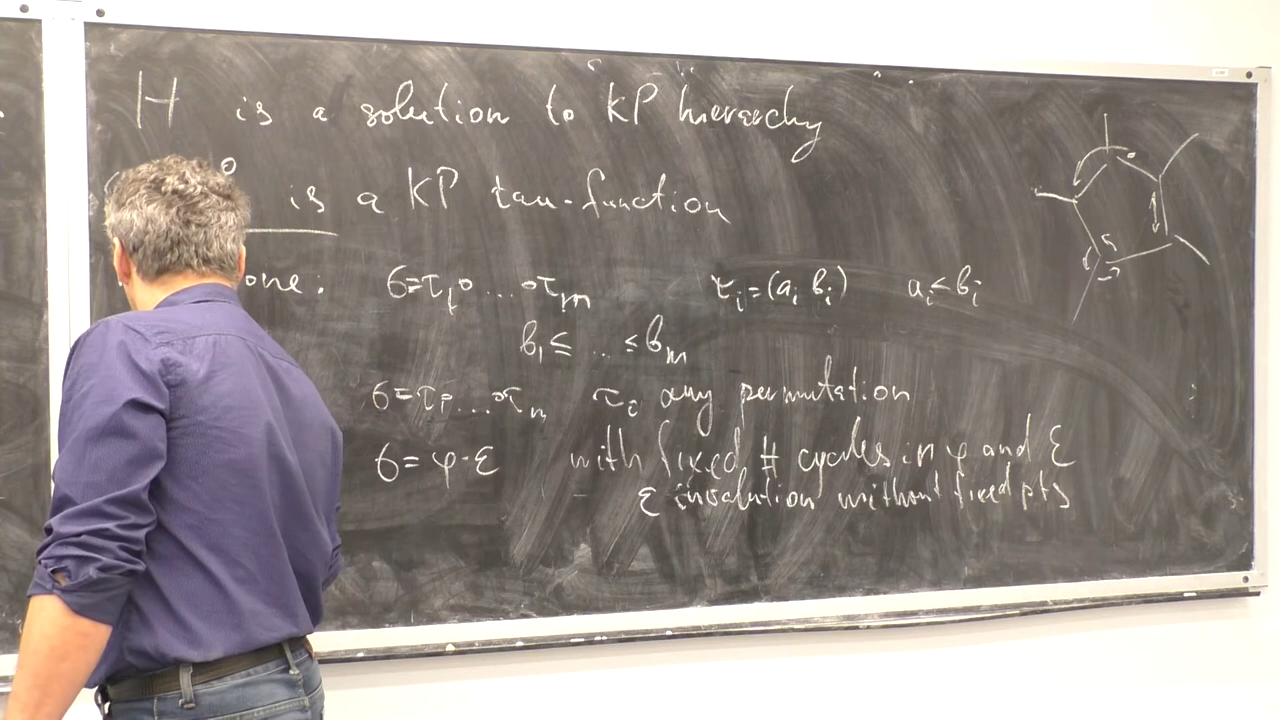 H is a solution to KP hierarchy
is a KP tau-function
one: σ=τ₁∘...∘τₘ τᵢ=(aᵢ bᵢ) aᵢ<bᵢ
b₁≤ ... ≤bₘ
σ=τ₁...∘τₘ τᵢ any permutation
σ=φ·ε with fixed # cycles in φ and ε
ε involution without fixed pts